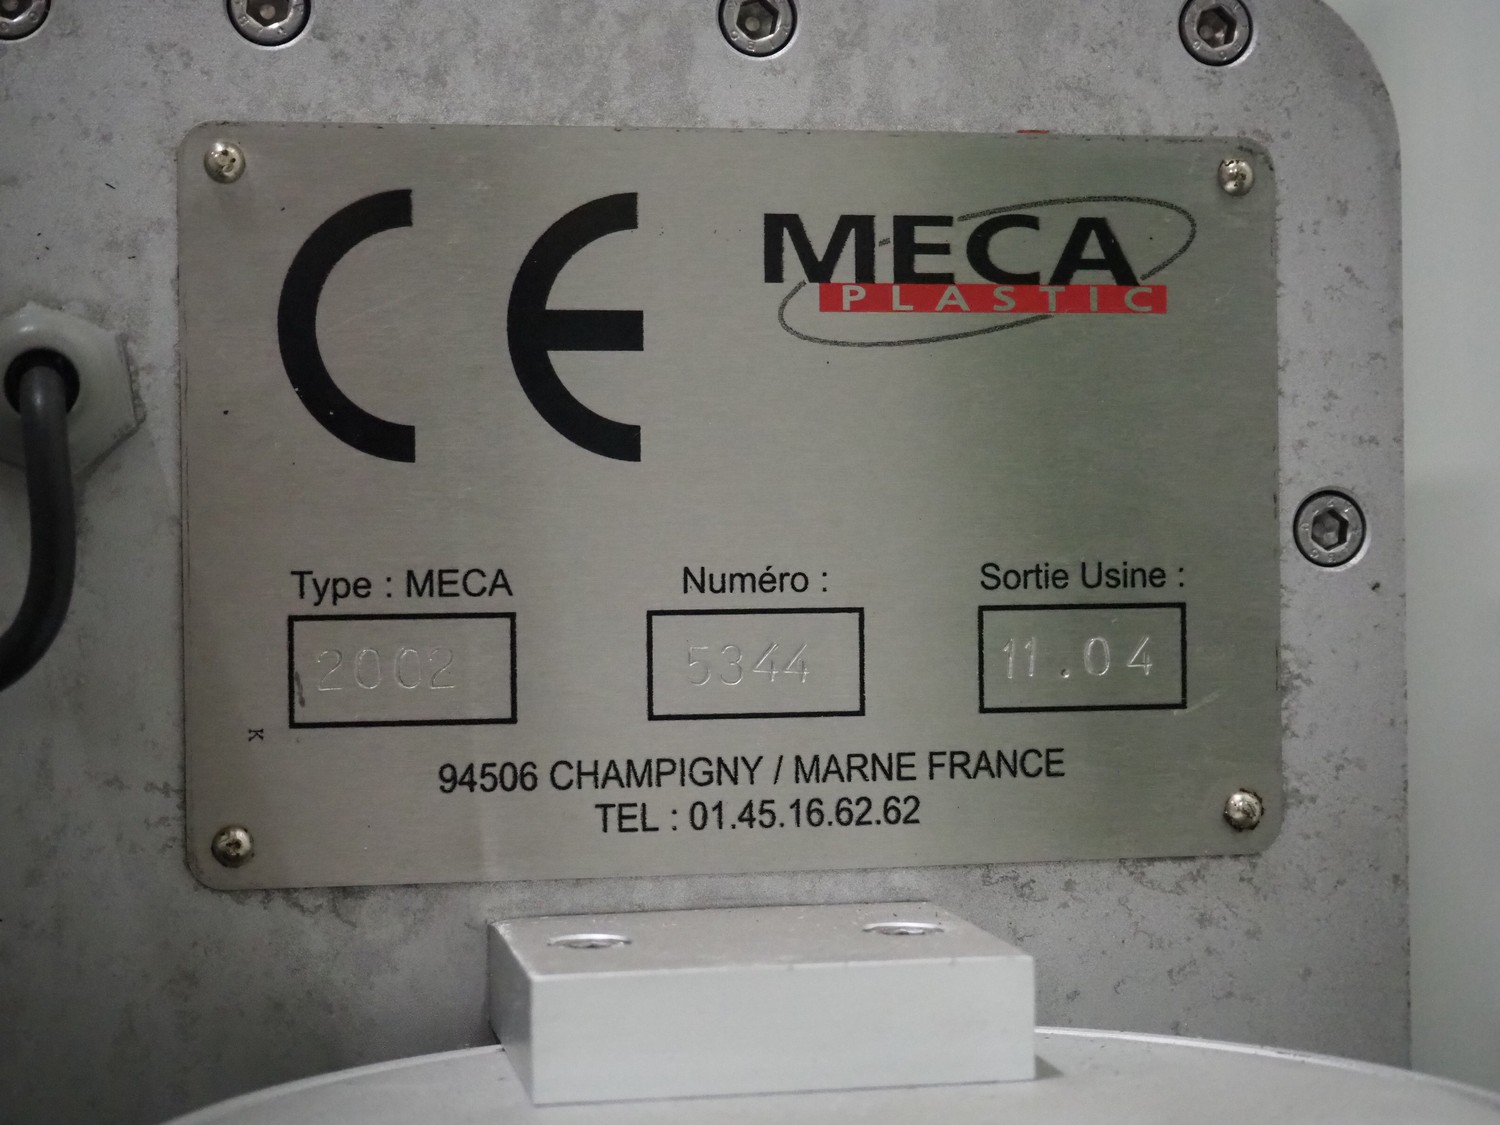 CE
MECA
PLASTIC
Type : MECA
Numéro :
Sortie Usine :
2002
5344
11.04
K
94506 CHAMPIGNY / MARNE FRANCE
TEL : 01.45.16.62.62